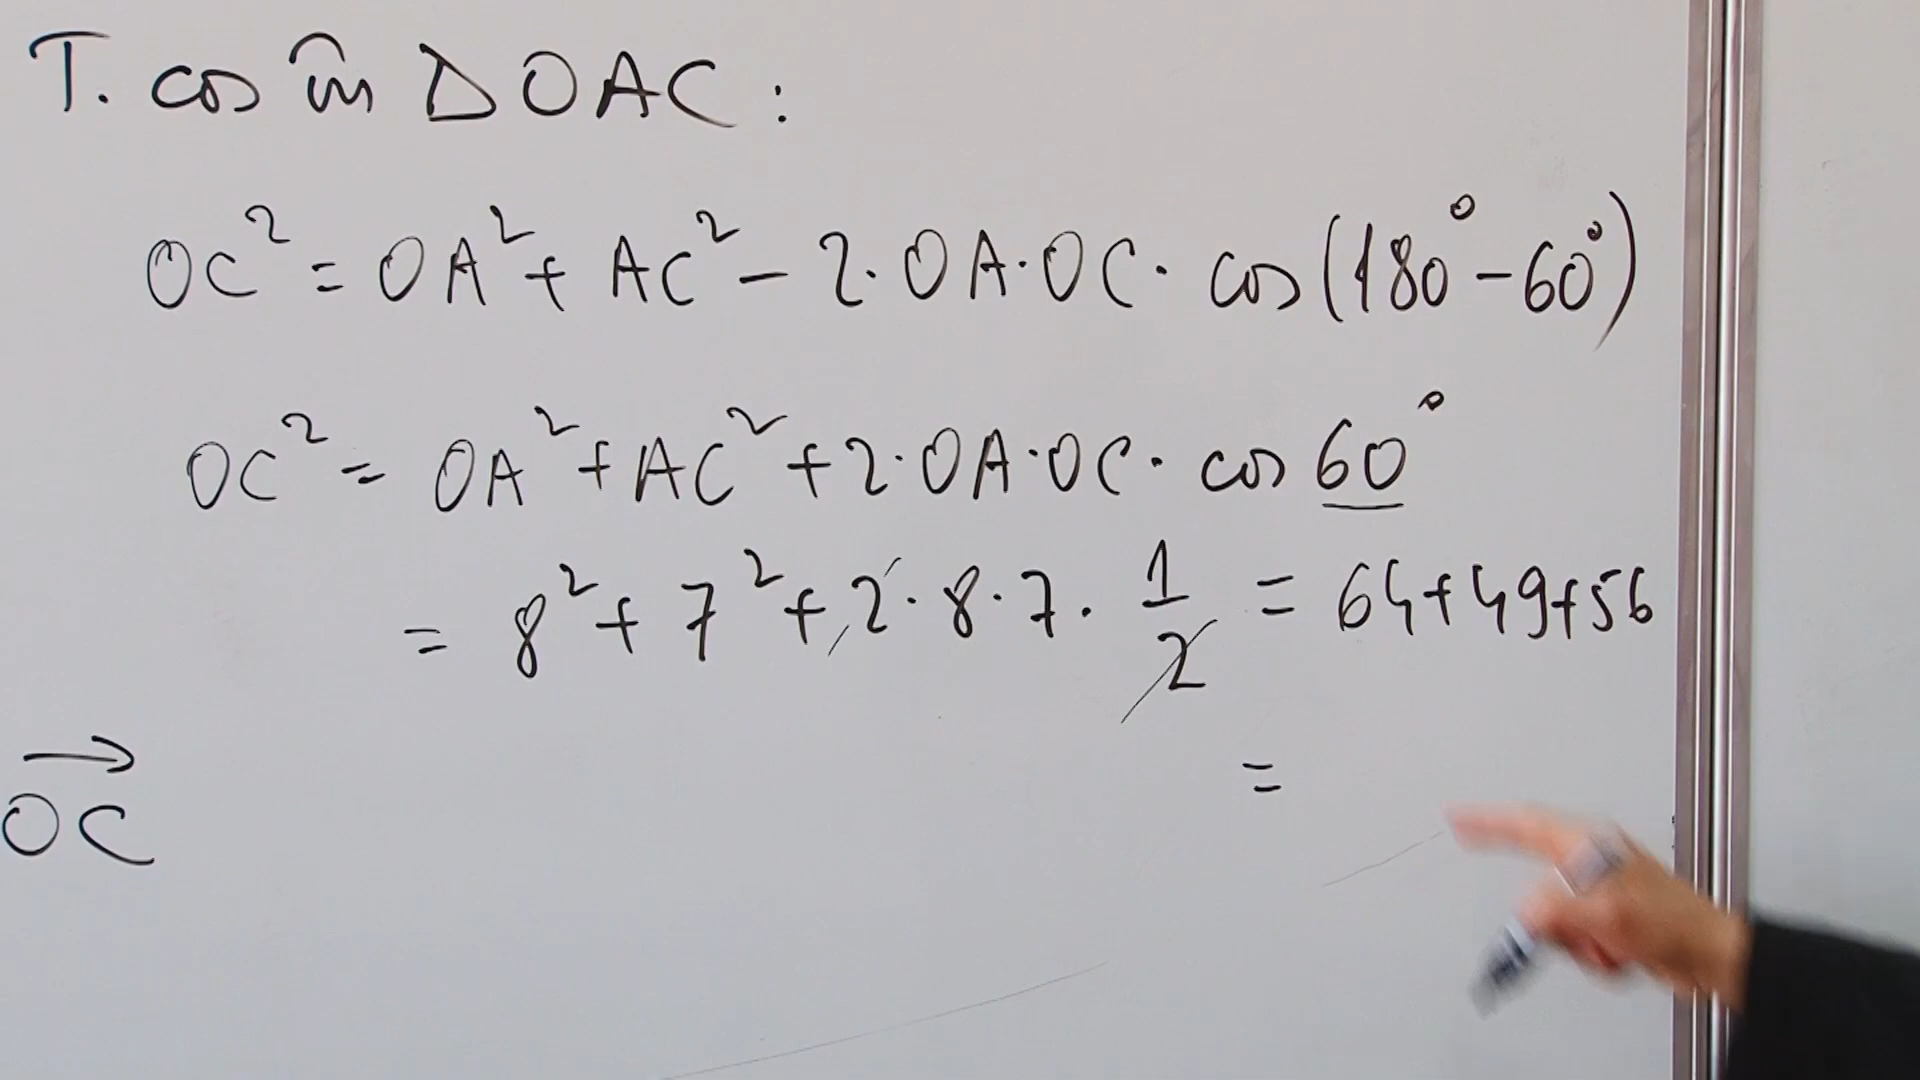 T. cos în ΔOAC:
OC² = OA² + AC² - 2·OA·OC· cos(180° - 60°)
OC² = OA² + AC² + 2·OA·OC· cos 60°
= 8² + 7² + 2·8·7· 1/2 = 64+49+56
=
→
OC